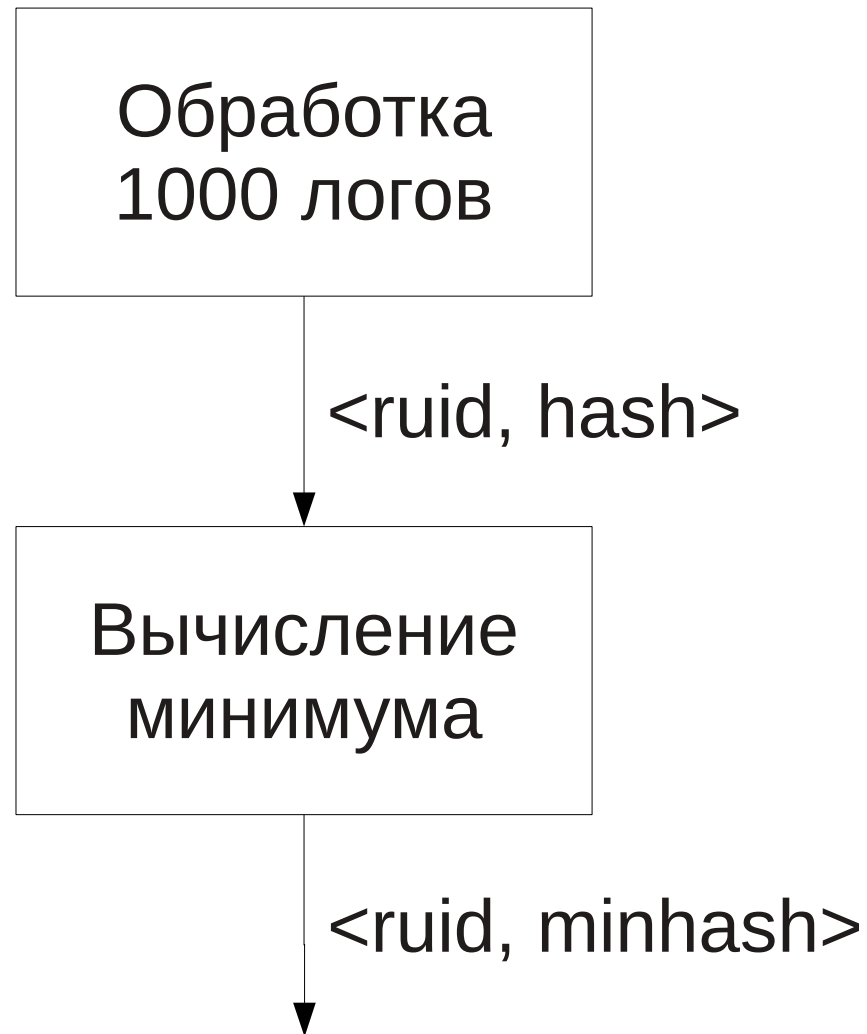 Обработка
1000 логов
<ruid, hash>
Вычисление
минимума
<ruid, minhash>